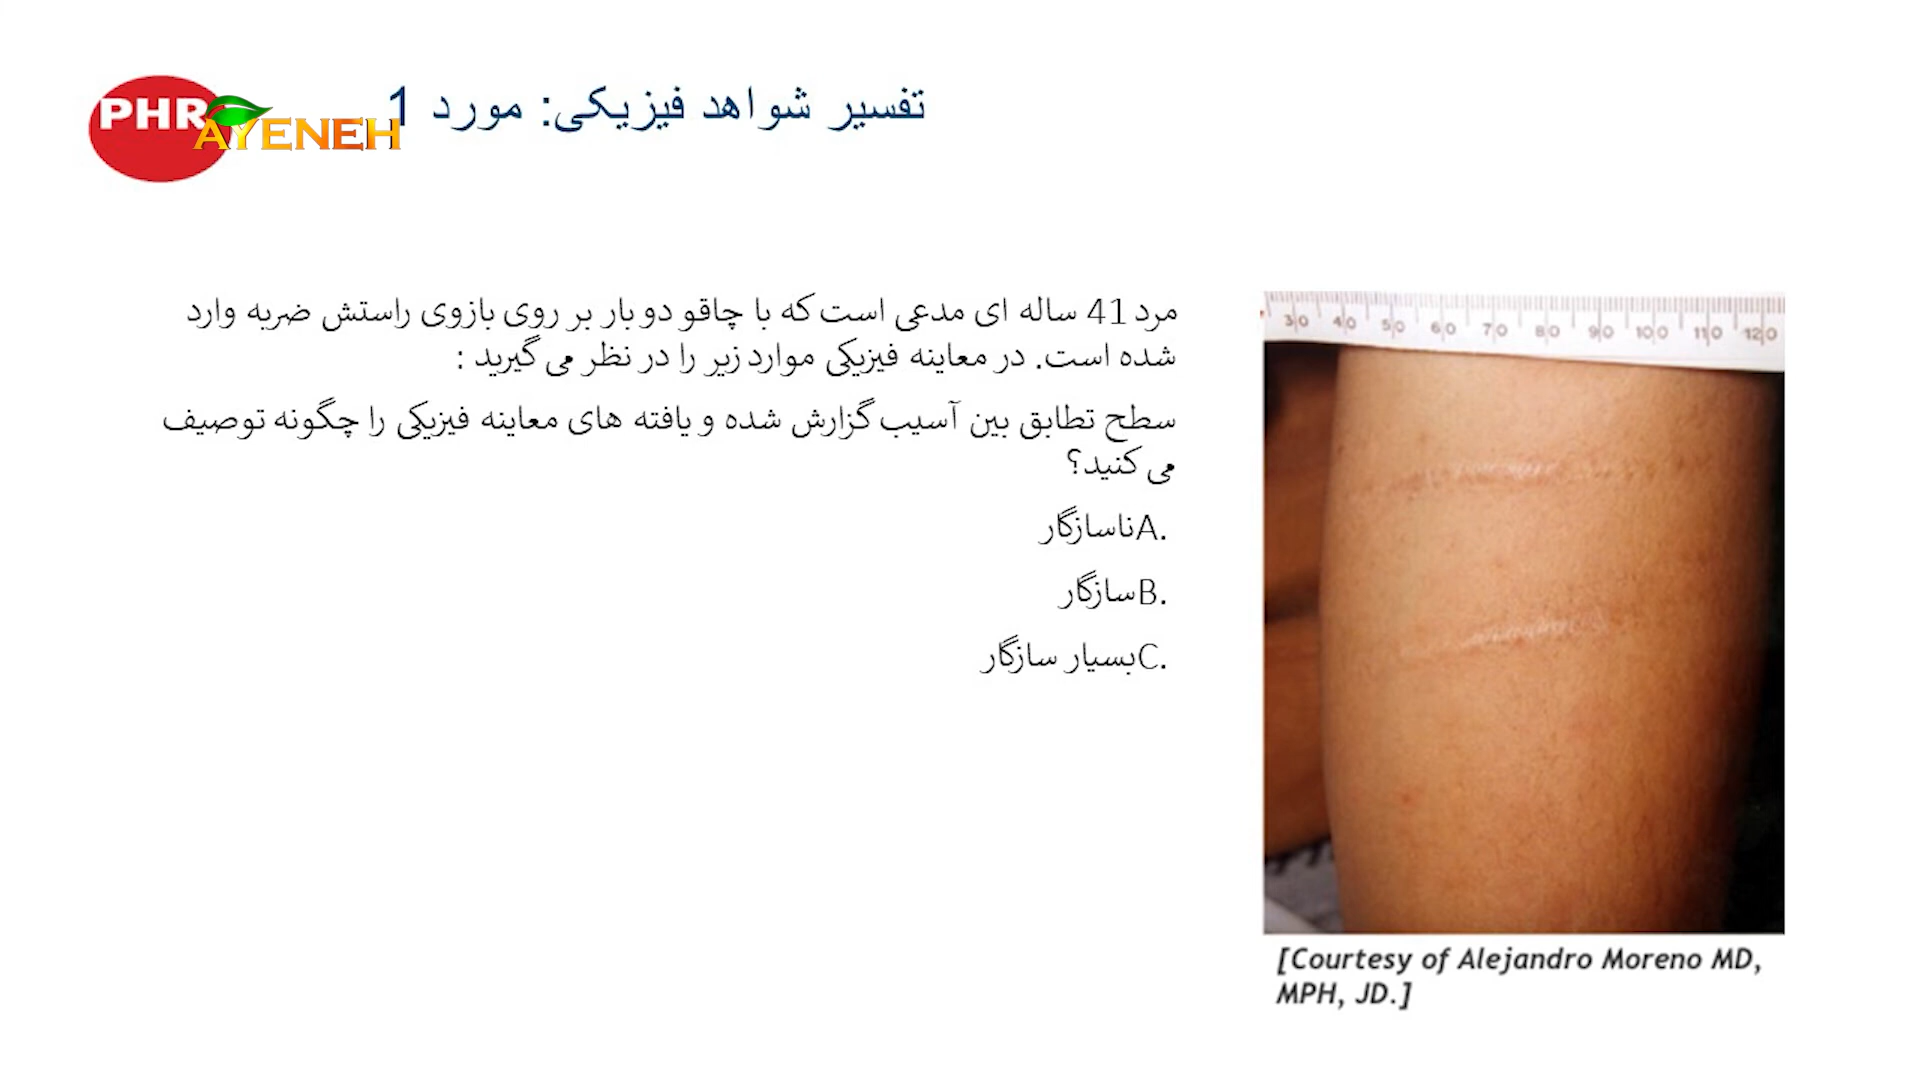 PHR
AYENEH
تفسیر شواهد فیزیکی: مورد 1
مرد 41 ساله ای مدعی است که با چاقو دو بار بر روی بازوی راستش ضربه وارد
شده است. در معاینه فیزیکی موارد زیر را در نظر می گیرید :
سطح تطابق بین آسیب گزارش شده و یافته های معاینه فیزیکی را چگونه توصیف
می کنید؟
A.ناسازگار
B.سازگار
C.بسیار سازگار
30 40 50 60 70 80 90 100 110 120
[Courtesy of Alejandro Moreno MD,
MPH, JD.]